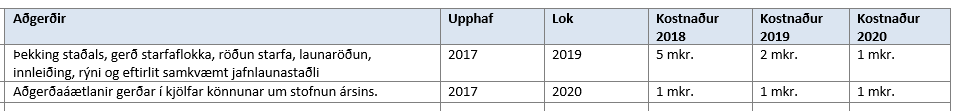 Aðgerðir Upphaf Lok Kostnaður 2018 Kostnaður 2019 Kostnaður 2020
Þekking staðals, gerð starfaflokka, röðun starfa, launaröðun, 2017 2019 5 mkr. 2 mkr. 1 mkr.
innleiðing, rýni og eftirlit samkvæmt jafnlaunastaðli
Aðgerðaáætlanir gerðar í kjölfar könnunar um stofnun ársins. 2017 2020 1 mkr. 1 mkr. 1 mkr.